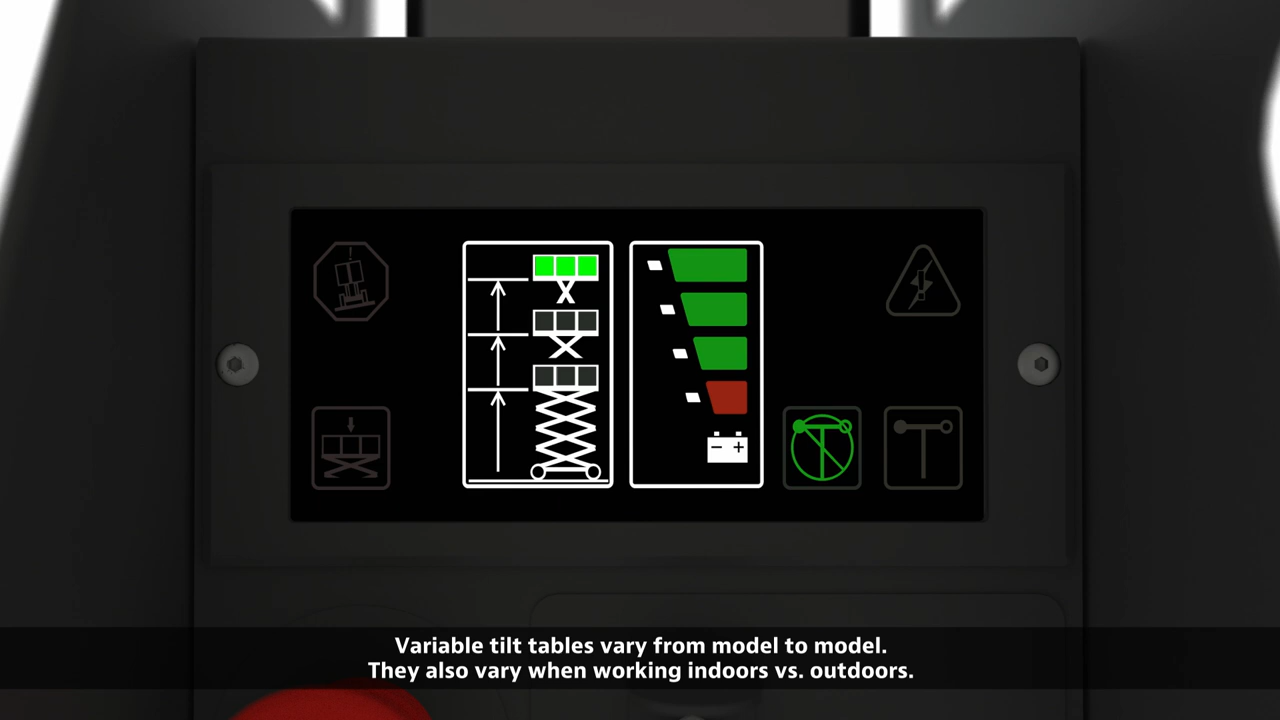 Variable tilt tables vary from model to model.
They also vary when working indoors vs. outdoors.